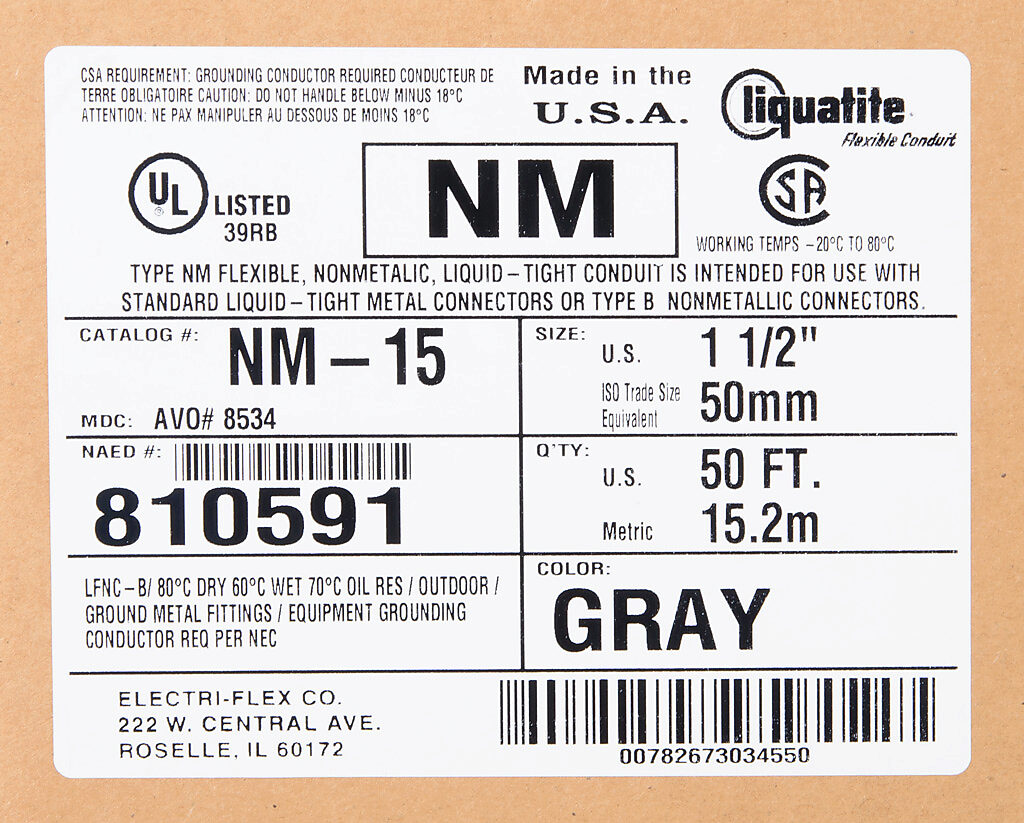 CSA REQUIREMENT: GROUNDING CONDUCTOR REQUIRED CONDUCTEUR DE
TERRE OBLIGATOIRE CAUTION: DO NOT HANDLE BELOW MINUS 18°C
ATTENTION: NE PAX MANIPULER AU DESSOUS DE MOINS 18°C
Made in the
U.S.A.
liquatite
Flexible Conduit
UL
LISTED
39RB
NM
SA
WORKING TEMPS -20°C TO 80°C
TYPE NM FLEXIBLE, NONMETALIC, LIQUID-TIGHT CONDUIT IS INTENDED FOR USE WITH
STANDARD LIQUID-TIGHT METAL CONNECTORS OR TYPE B NONMETALLIC CONNECTORS.
CATALOG #: NM-15
MDC: AVO# 8534
SIZE:
U.S. 1 1/2"
ISO Trade Size
Equivalent 50mm
NAED #:
810591
Q'TY:
U.S. 50 FT.
Metric 15.2m
LFNC-B/ 80°C DRY 60°C WET 70°C OIL RES / OUTDOOR /
GROUND METAL FITTINGS / EQUIPMENT GROUNDING
CONDUCTOR REQ PER NEC
COLOR:
GRAY
ELECTRI-FLEX CO.
222 W. CENTRAL AVE.
ROSELLE, IL 60172
00782673034550